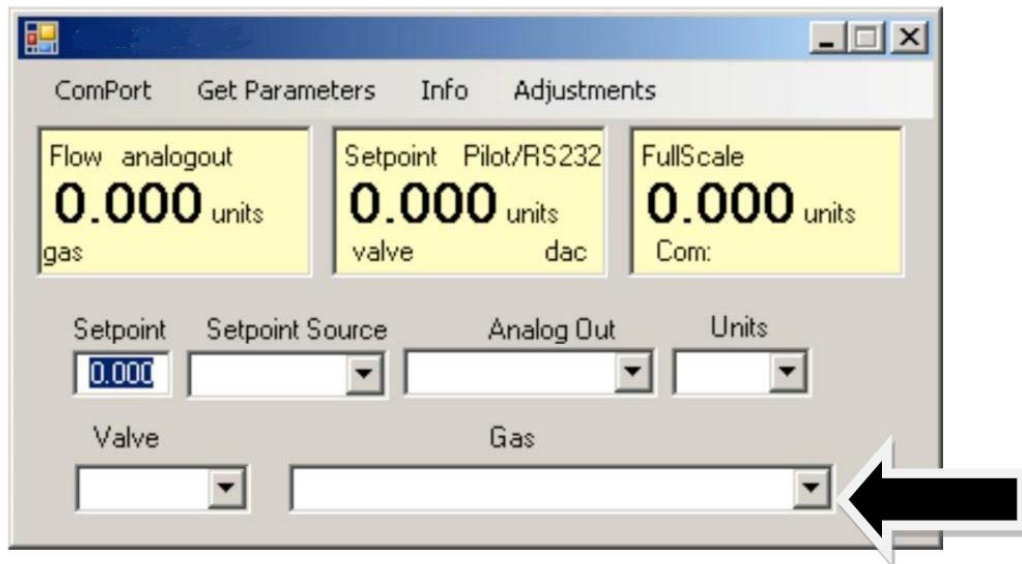 ComPort Get Parameters Info Adjustments
Flow analogout
0.000 units
gas
Setpoint Pilot/RS232
0.000 units
valve dac
FullScale
0.000 units
Com:
Setpoint Setpoint Source Analog Out Units
0.000
Valve Gas